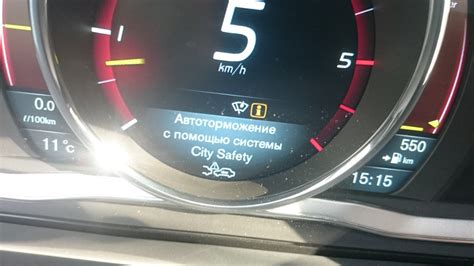 5
km/h
5
0.0
ℓ/100km
11°C
Автоторможение
с помощью системы
City Safety
550
km
15:15